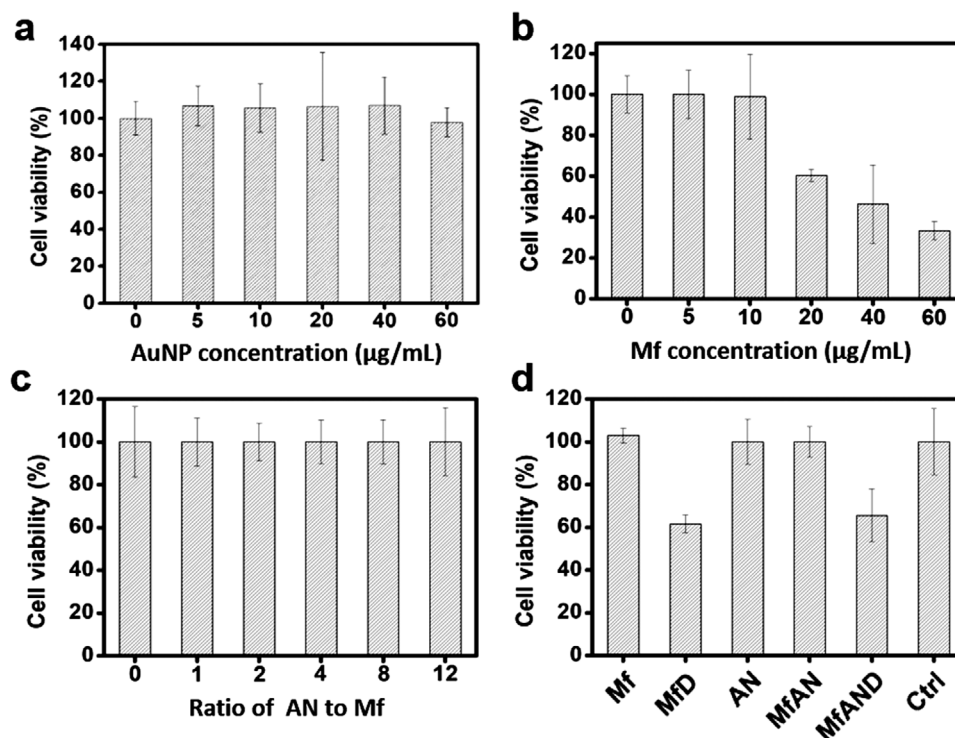 a
140
120
100
80
60
40
20
0
Cell viability (%)
0 5 10 20 40 60
AuNP concentration (µg/mL)
b
120
100
80
60
40
20
0
Cell viability (%)
0 5 10 20 40 60
Mf concentration (µg/mL)
c
120
100
80
60
40
20
0
Cell viability (%)
0 1 2 4 8 12
Ratio of AN to Mf
d
120
100
80
60
40
20
0
Cell viability (%)
Mf MfD AN MfAN MfAND Ctrl